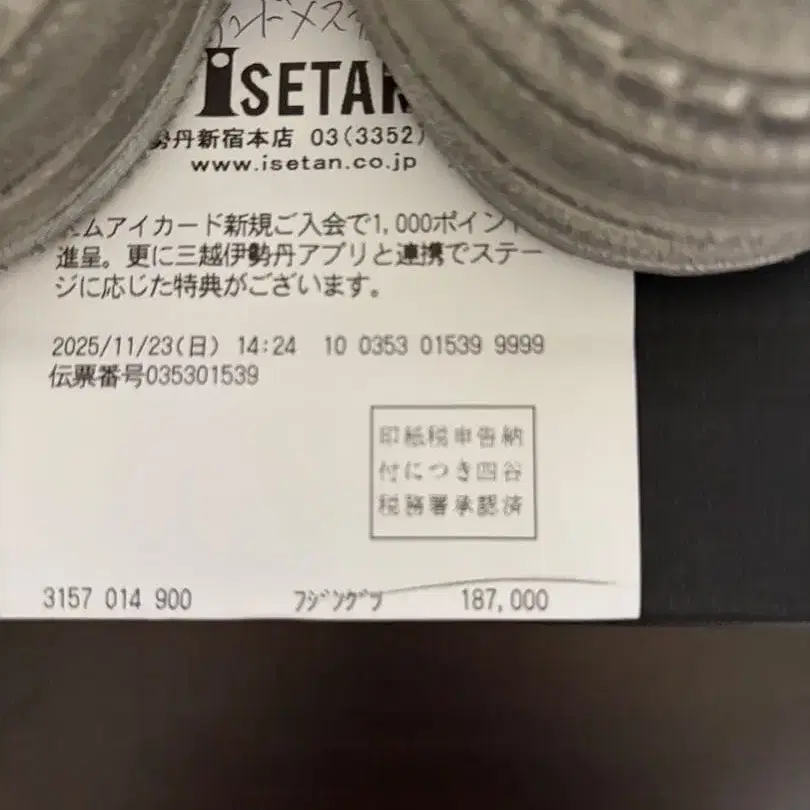 ISETAN
勢丹新宿本店 03(3352)
www.isetan.co.jp
エムアイカード新規ご入会で1,000ポイント
進呈。更に三越伊勢丹アプリと連携でステー
ジに応じた特典がございます。
2025/11/23(日) 14:24 10 0353 01539 9999
伝票番号035301539
印紙税申告納
付につき四谷
税務署承認済
3157 014 900 フジングツ 187,000